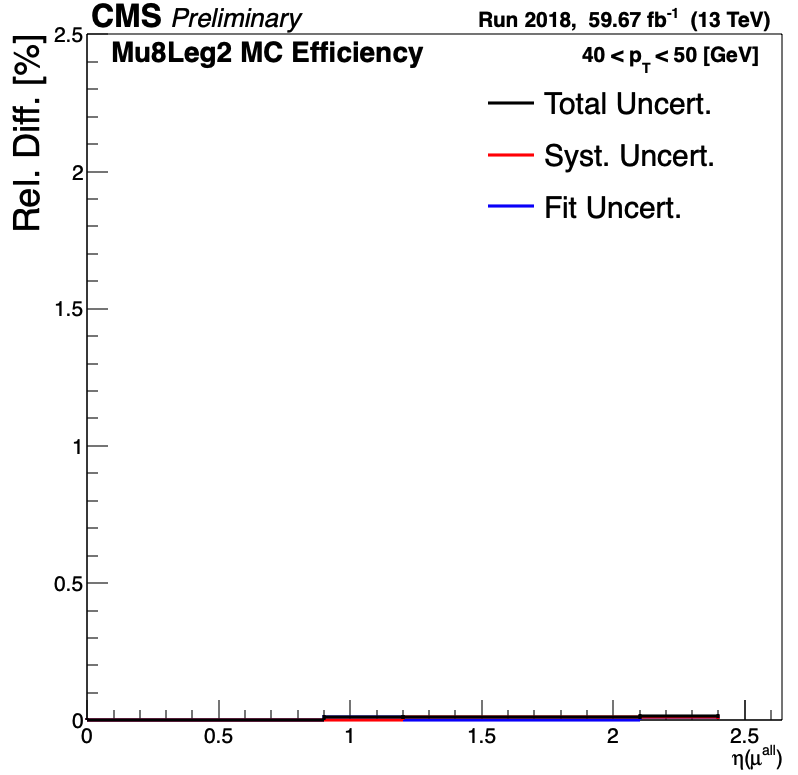 CMS Preliminary Run 2018, 59.67 fb⁻¹ (13 TeV)
Mu8Leg2 MC Efficiency 40 < p_T < 50 [GeV]
Total Uncert.
Syst. Uncert.
Fit Uncert.
Rel. Diff. [%]
2.5
2
1.5
1
0.5
0
0 0.5 1 1.5 2 2.5
η(μ^all)